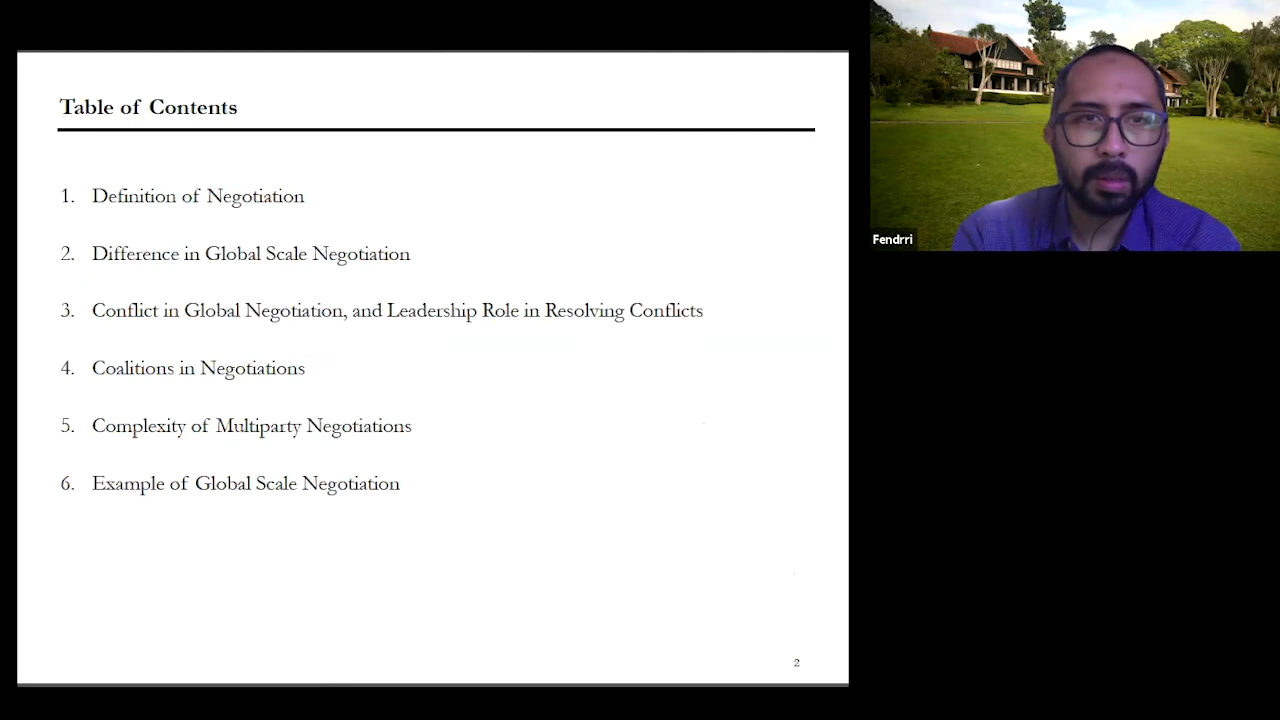 Table of Contents
1. Definition of Negotiation
2. Difference in Global Scale Negotiation
3. Conflict in Global Negotiation, and Leadership Role in Resolving Conflicts
4. Coalitions in Negotiations
5. Complexity of Multiparty Negotiations
6. Example of Global Scale Negotiation
2
Fendrri